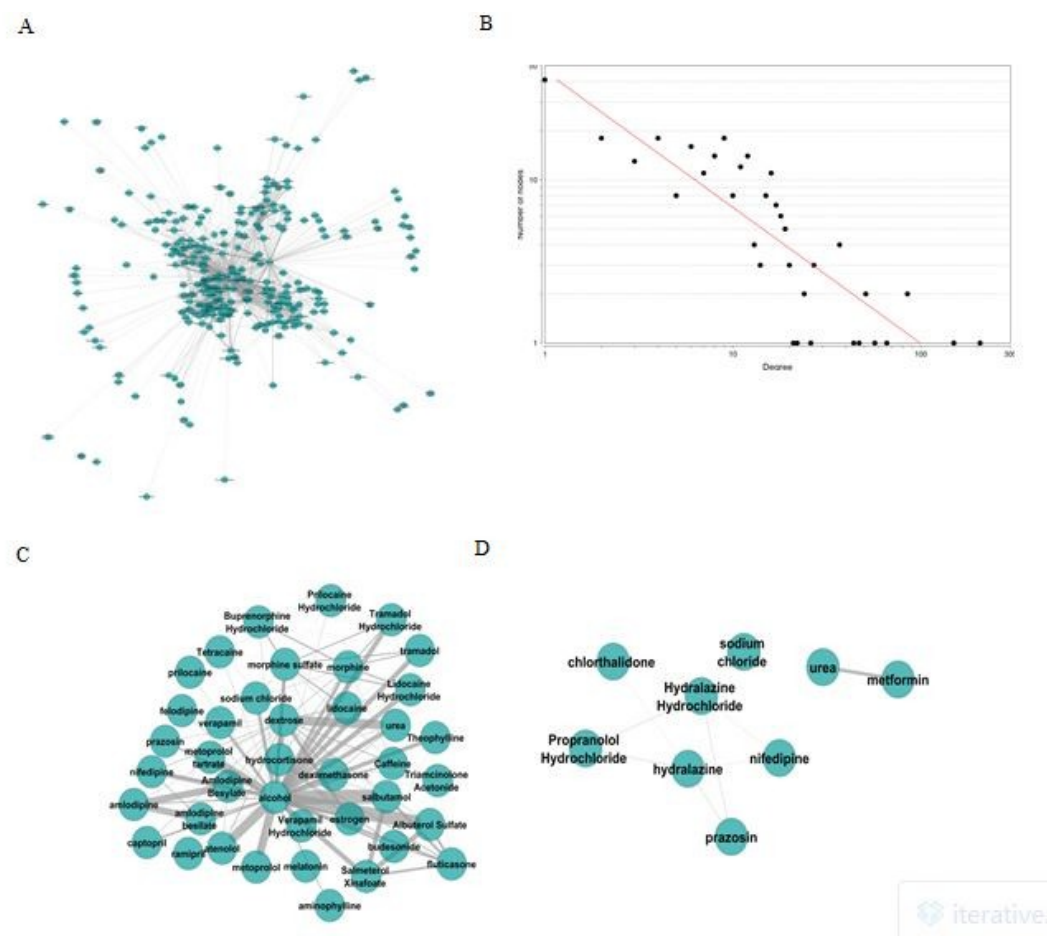 A
B
Number of nodes
10
1
1
10
100
Degree
C
D
Prilocaine
Hydrochloride
Buprenorphine
Hydrochloride
Tramadol
Hydrochloride
Tetracaine
morphine sulfate
morphine
tramadol
prilocaine
Lidocaine
Hydrochloride
sodium chloride
lidocaine
felodipine
verapamil
dextrose
urea
prazosin
metoprolol
tartrate
Theophylline
hydrocortisone
Caffeine
nifedipine
Amlodipine
Besylate
deximethasone
Triamcinolone
Acetonide
alcohol
salbutamol
amlodipine
amlodipine
besilate
Verapamil
Hydrochloride
estrogen
Albuterol Sulfate
captopril
ramipril
atenolol
budesonide
metoprolol
melatonin
Salmeterol
Xinafoate
fluticasone
aminophylline
chlorthalidone
sodium
chloride
urea
metformin
Hydralazine
Hydrochloride
Propranolol
Hydrochloride
hydralazine
nifedipine
prazosin
iterative